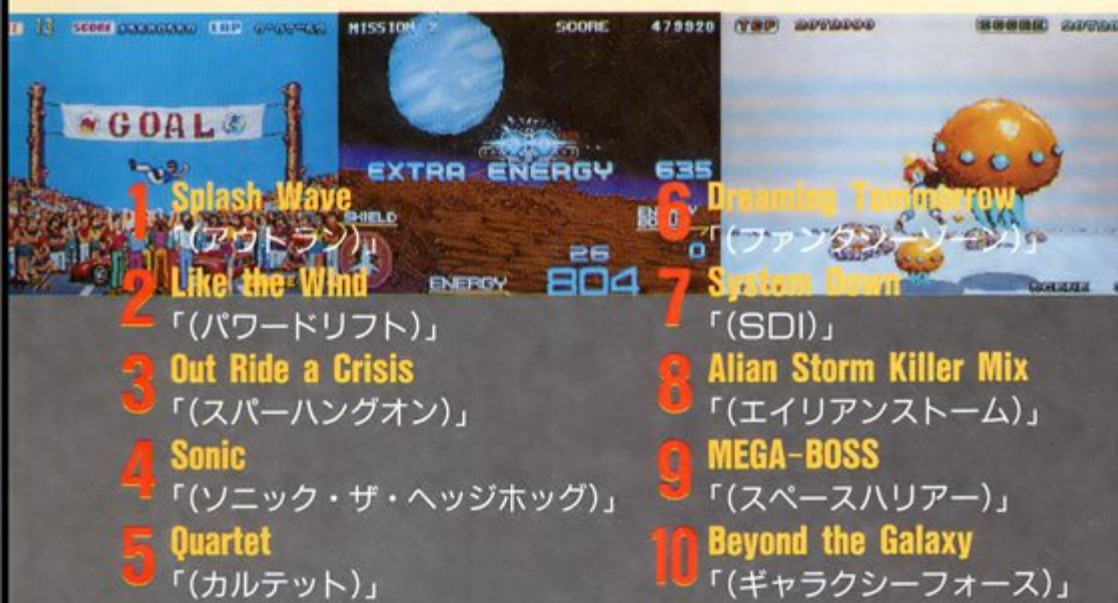 MISSION 2
SCORE
479820
SCORE
TOP
2072090
GOAL
EXTRA ENERGY
635
SHIELD
26
ENERGY
804
1
Splash Wave
「(アウトラン)」
2
Like the Wind
「(パワードリフト)」
3
Out Ride a Crisis
「(スパーハングオン)」
4
Sonic
「(ソニック・ザ・ヘッジホッグ)」
5
Quartet
「(カルテット)」
6
Dreaming Tommorrow
「(ファンタジーゾーン)」
7
System Down
「(SDI)」
8
Alian Storm Killer Mix
「(エイリアンストーム)」
9
MEGA-BOSS
「(スペースハリアー)」
10
Beyond the Galaxy
「(ギャラクシーフォース)」